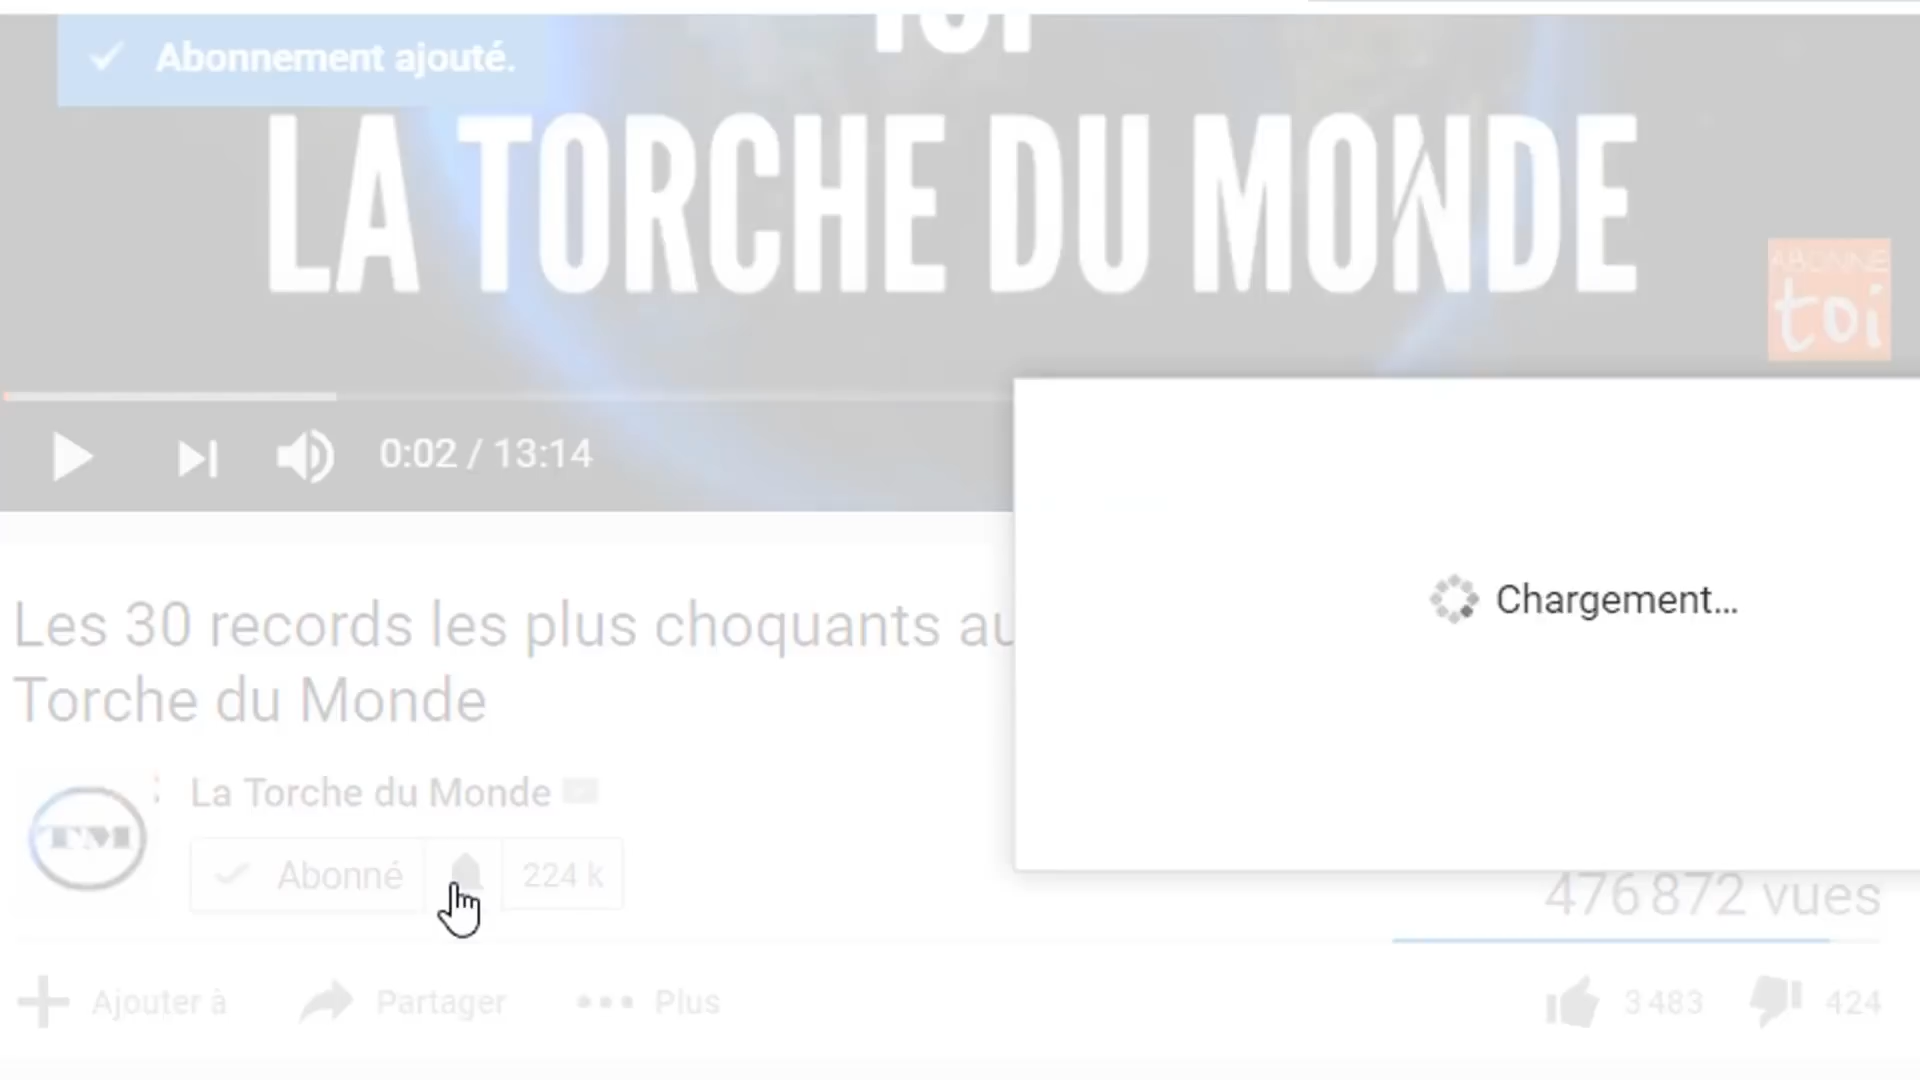 Abonnement ajouté.
LA TORCHE DU MONDE
ABONNE
toi
0:02 / 13:14
Chargement...
Les 30 records les plus choquants au
Torche du Monde
La Torche du Monde
Abonné
224 k
476 872 vues
Ajouter à
Partager
Plus
3 483
424